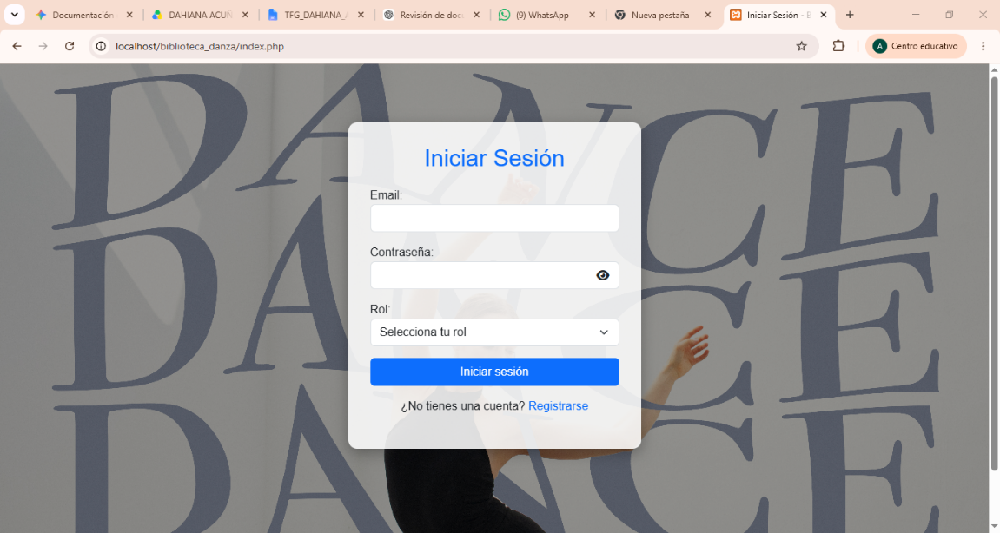 Documentación
DAHIANA ACUÑ
TFG_DAHIANA_A
Revisión de doc
(9) WhatsApp
Nueva pestaña
Iniciar Sesión - B
localhost/biblioteca_danza/index.php
A Centro educativo
DANCE
Iniciar Sesión
Email:
Contraseña:
DANCE
Rol:
Selecciona tu rol
Iniciar sesión
¿No tienes una cuenta? Registrarse
DANCE